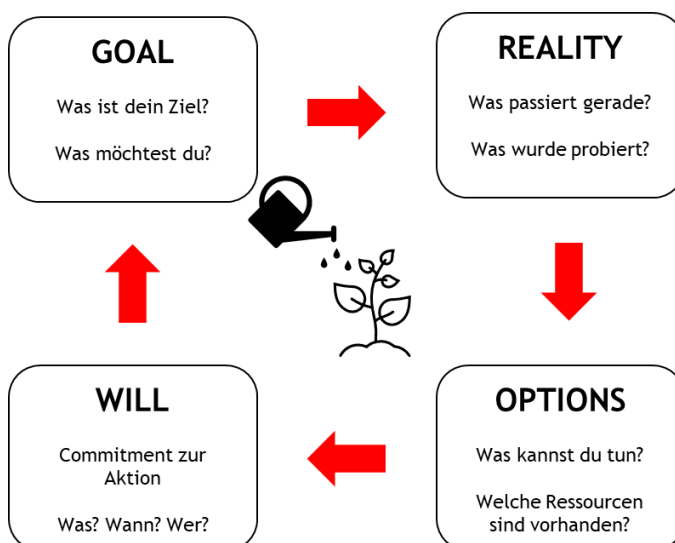 GOAL
Was ist dein Ziel?
Was möchtest du?
REALITY
Was passiert gerade?
Was wurde probiert?
WILL
Commitment zur
Aktion
Was? Wann? Wer?
OPTIONS
Was kannst du tun?
Welche Ressourcen
sind vorhanden?